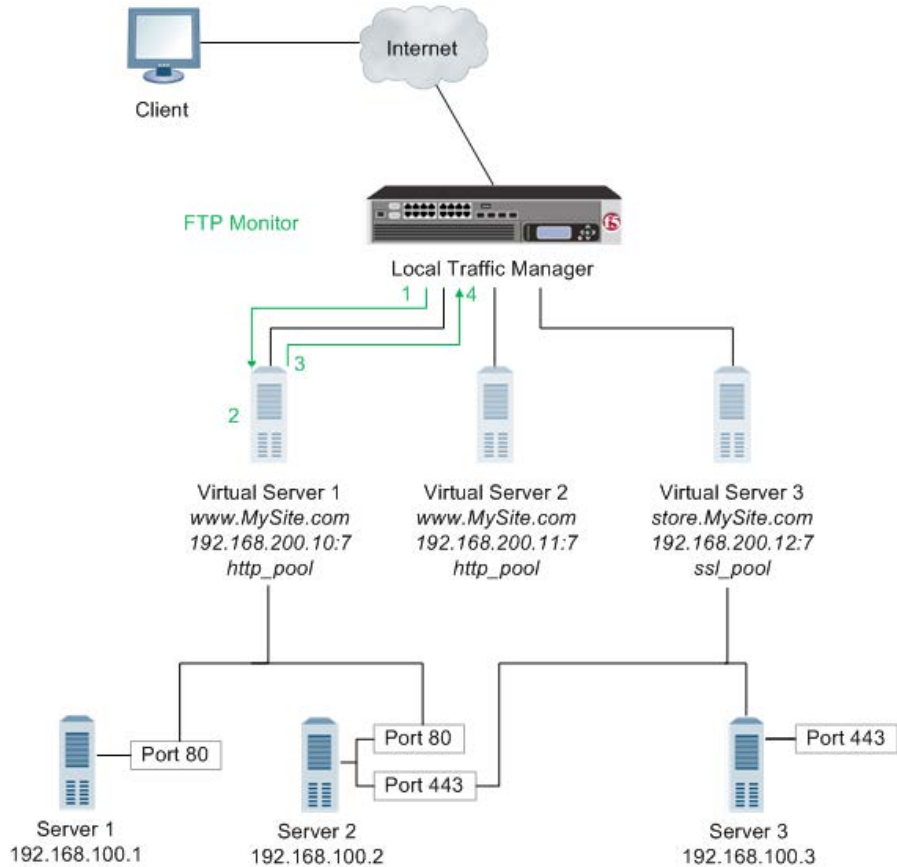 Client
Internet
FTP Monitor
f5
Local Traffic Manager
1
4
3
2
Virtual Server 1
www.MySite.com
192.168.200.10:7
http_pool
Virtual Server 2
www.MySite.com
192.168.200.11:7
http_pool
Virtual Server 3
store.MySite.com
192.168.200.12:7
ssl_pool
Port 80
Port 80
Port 443
Port 443
Server 1
192.168.100.1
Server 2
192.168.100.2
Server 3
192.168.100.3